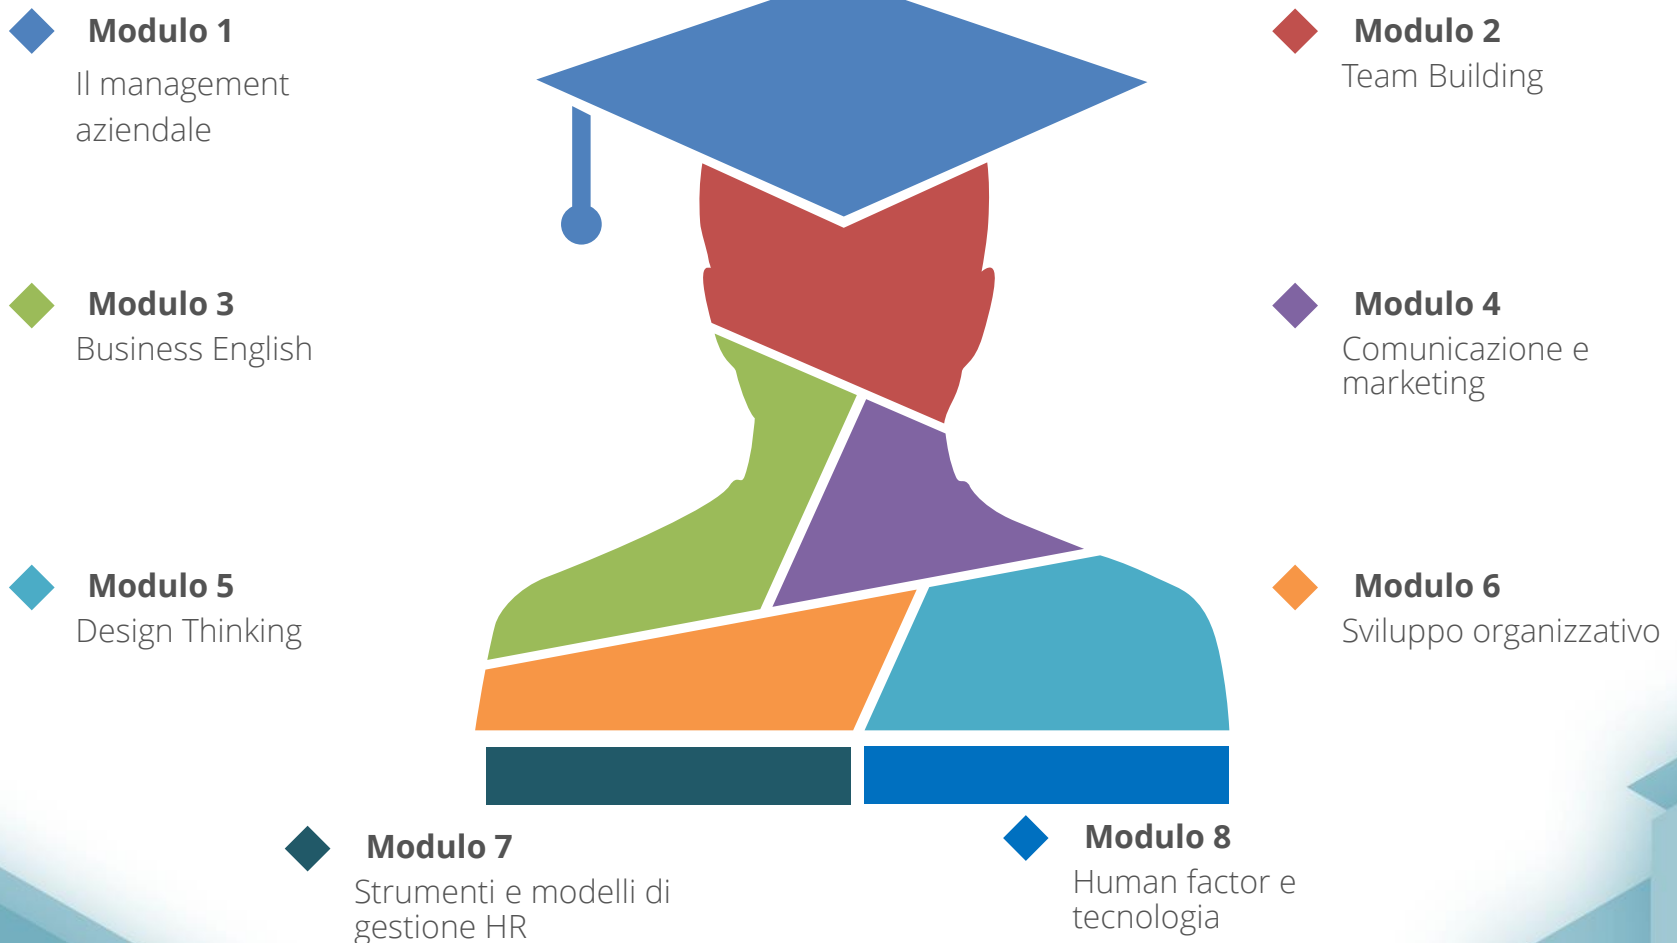 Modulo 1
Il management
aziendale
Modulo 2
Team Building
Modulo 3
Business English
Modulo 4
Comunicazione e
marketing
Modulo 5
Design Thinking
Modulo 6
Sviluppo organizzativo
Modulo 7
Strumenti e modelli di
gestione HR
Modulo 8
Human factor e
tecnologia